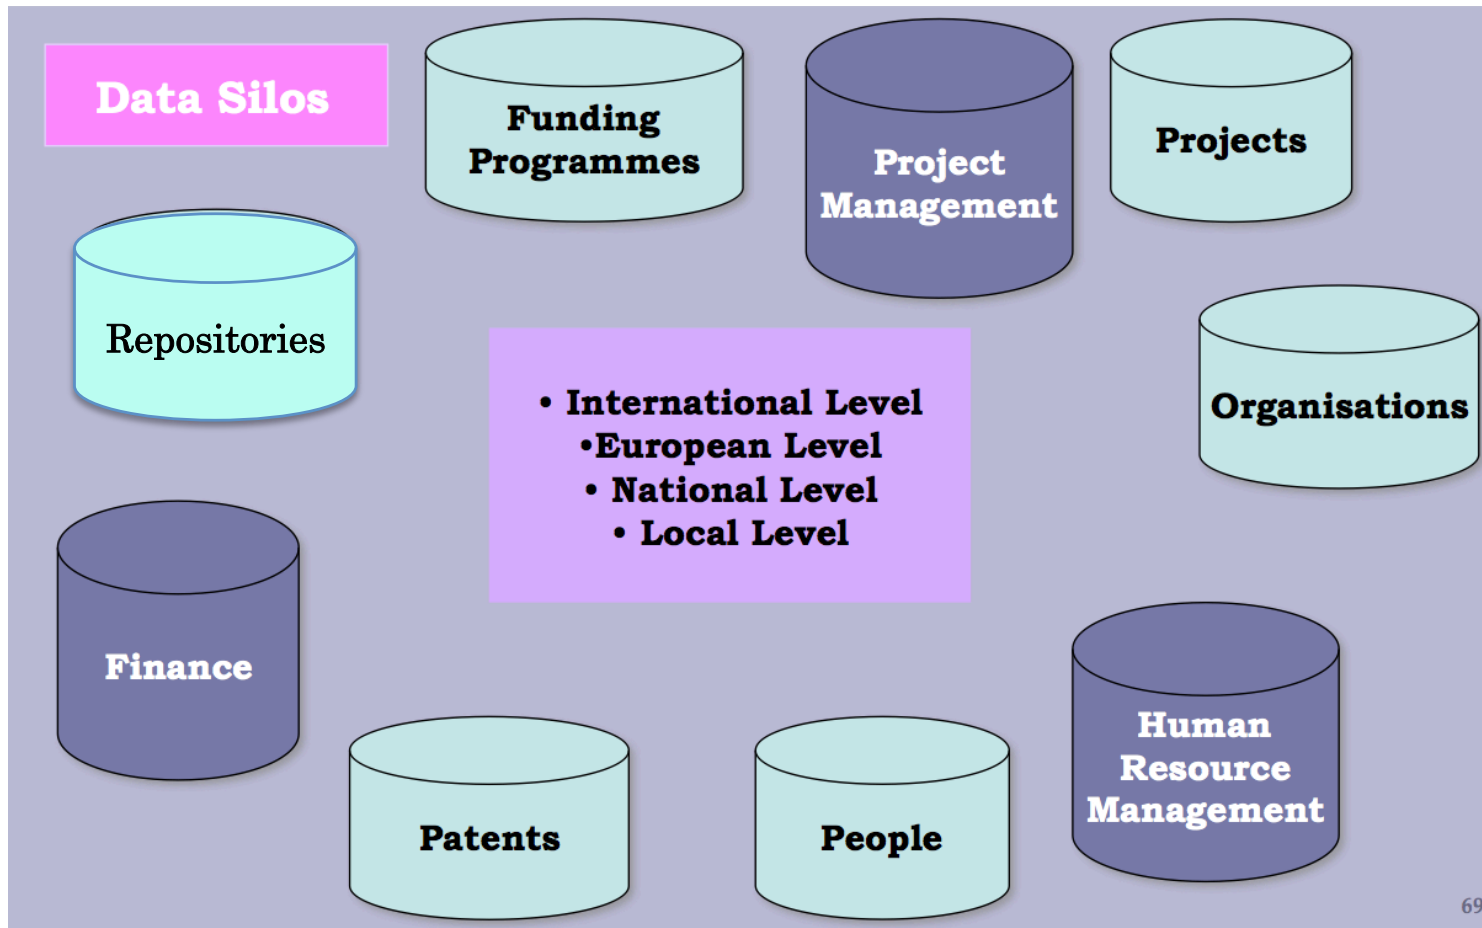 Data Silos
Funding
Programmes
Project
Management
Projects
Repositories
Organisations
• International Level
•European Level
• National Level
• Local Level
Finance
Human
Resource
Management
Patents
People
69